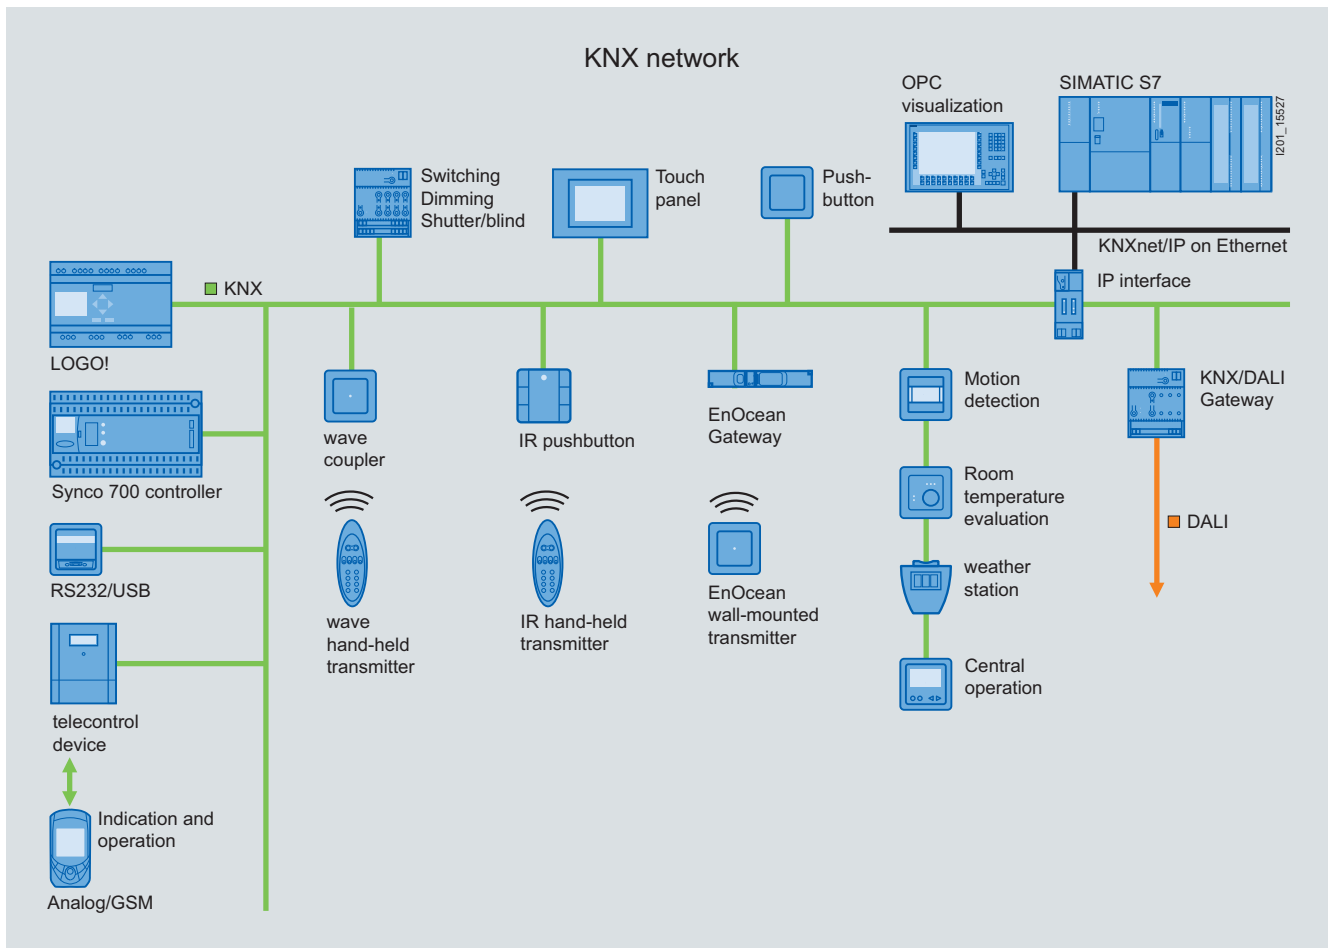 KNX network
OPC
visualization
SIMATIC S7
I201_15527
Switching
Dimming
Shutter/blind
Touch
panel
Push-
button
KNXnet/IP on Ethernet
IP interface
KNX
LOGO!
Synco 700 controller
RS232/USB
telecontrol
device
Indication and
operation
Analog/GSM
wave
coupler
wave
hand-held
transmitter
IR pushbutton
IR hand-held
transmitter
EnOcean
Gateway
EnOcean
wall-mounted
transmitter
Motion
detection
Room
temperature
evaluation
weather
station
Central
operation
KNX/DALI
Gateway
DALI